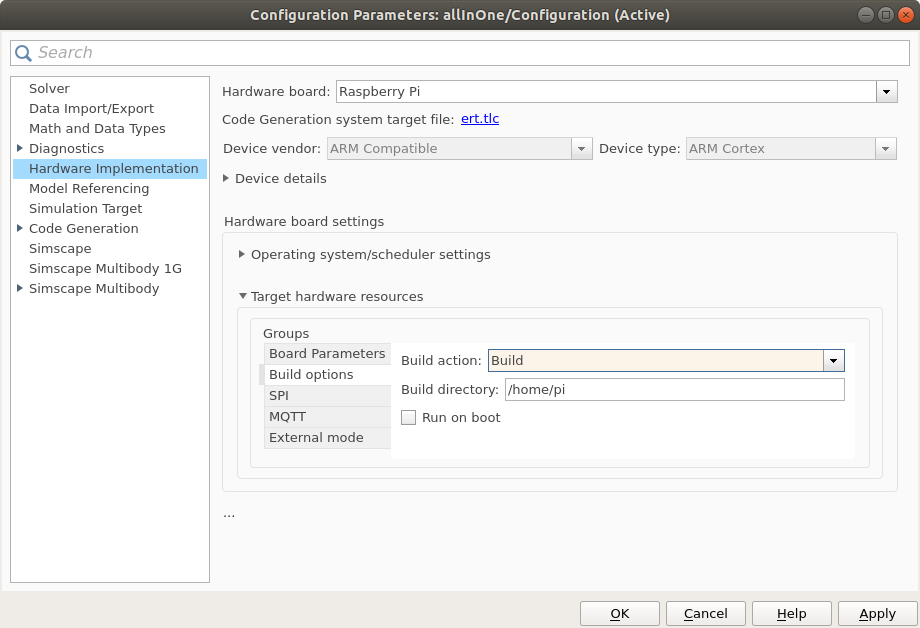 Configuration Parameters: allInOne/Configuration (Active)
Search
Solver
Data Import/Export
Math and Data Types
Diagnostics
Hardware Implementation
Model Referencing
Simulation Target
Code Generation
Simscape
Simscape Multibody 1G
Simscape Multibody
Hardware board: Raspberry Pi
Code Generation system target file: ert.tlc
Device vendor: ARM Compatible Device type: ARM Cortex
Device details
Hardware board settings
Operating system/scheduler settings
Target hardware resources
Groups
Board Parameters
Build options
SPI
MQTT
External mode
Build action: Build
Build directory: /home/pi
Run on boot
...
OK Cancel Help Apply